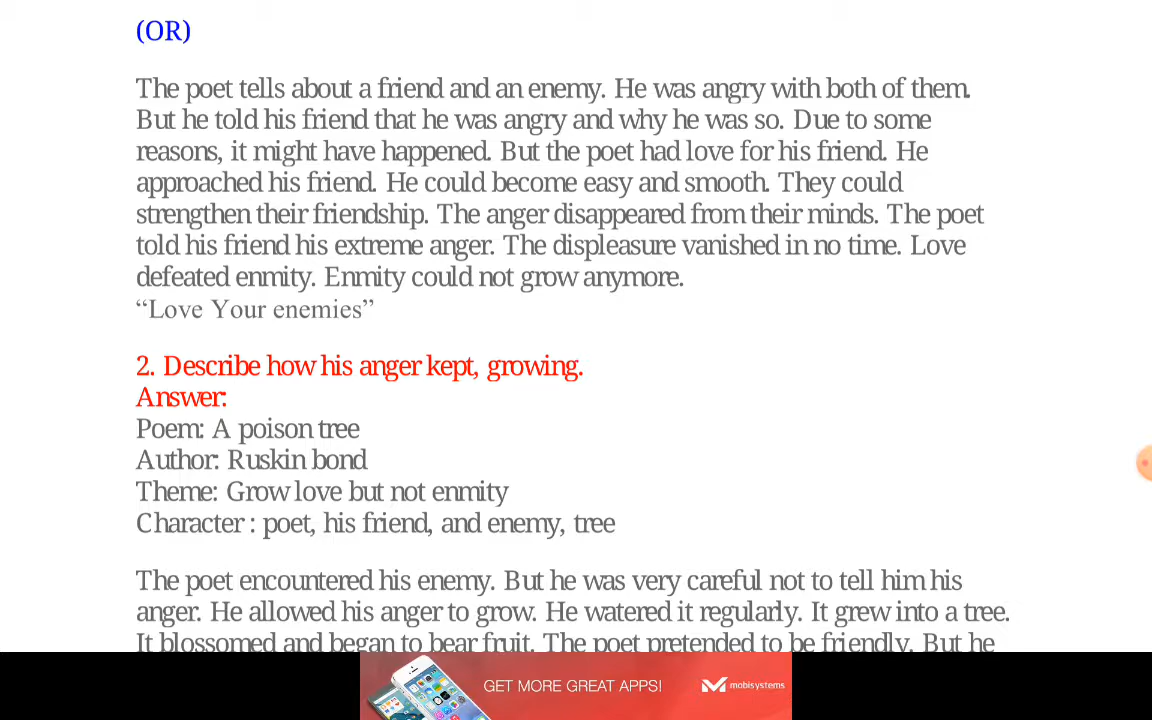 (OR)
The poet tells about a friend and an enemy. He was angry with both of them.
But he told his friend that he was angry and why he was so. Due to some
reasons, it might have happened. But the poet had love for his friend. He
approached his friend. He could become easy and smooth. They could
strengthen their friendship. The anger disappeared from their minds. The poet
told his friend his extreme anger. The displeasure vanished in no time. Love
defeated enmity. Enmity could not grow anymore.
“Love Your enemies”
2. Describe how his anger kept, growing.
Answer:
Poem: A poison tree
Author: Ruskin bond
Theme: Grow love but not enmity
Character : poet, his friend, and enemy, tree
The poet encountered his enemy. But he was very careful not to tell him his
anger. He allowed his anger to grow. He watered it regularly. It grew into a tree.
It blossomed and began to bear fruit. The poet pretended to be friendly. But he
GET MORE GREAT APPS!
mobisystems